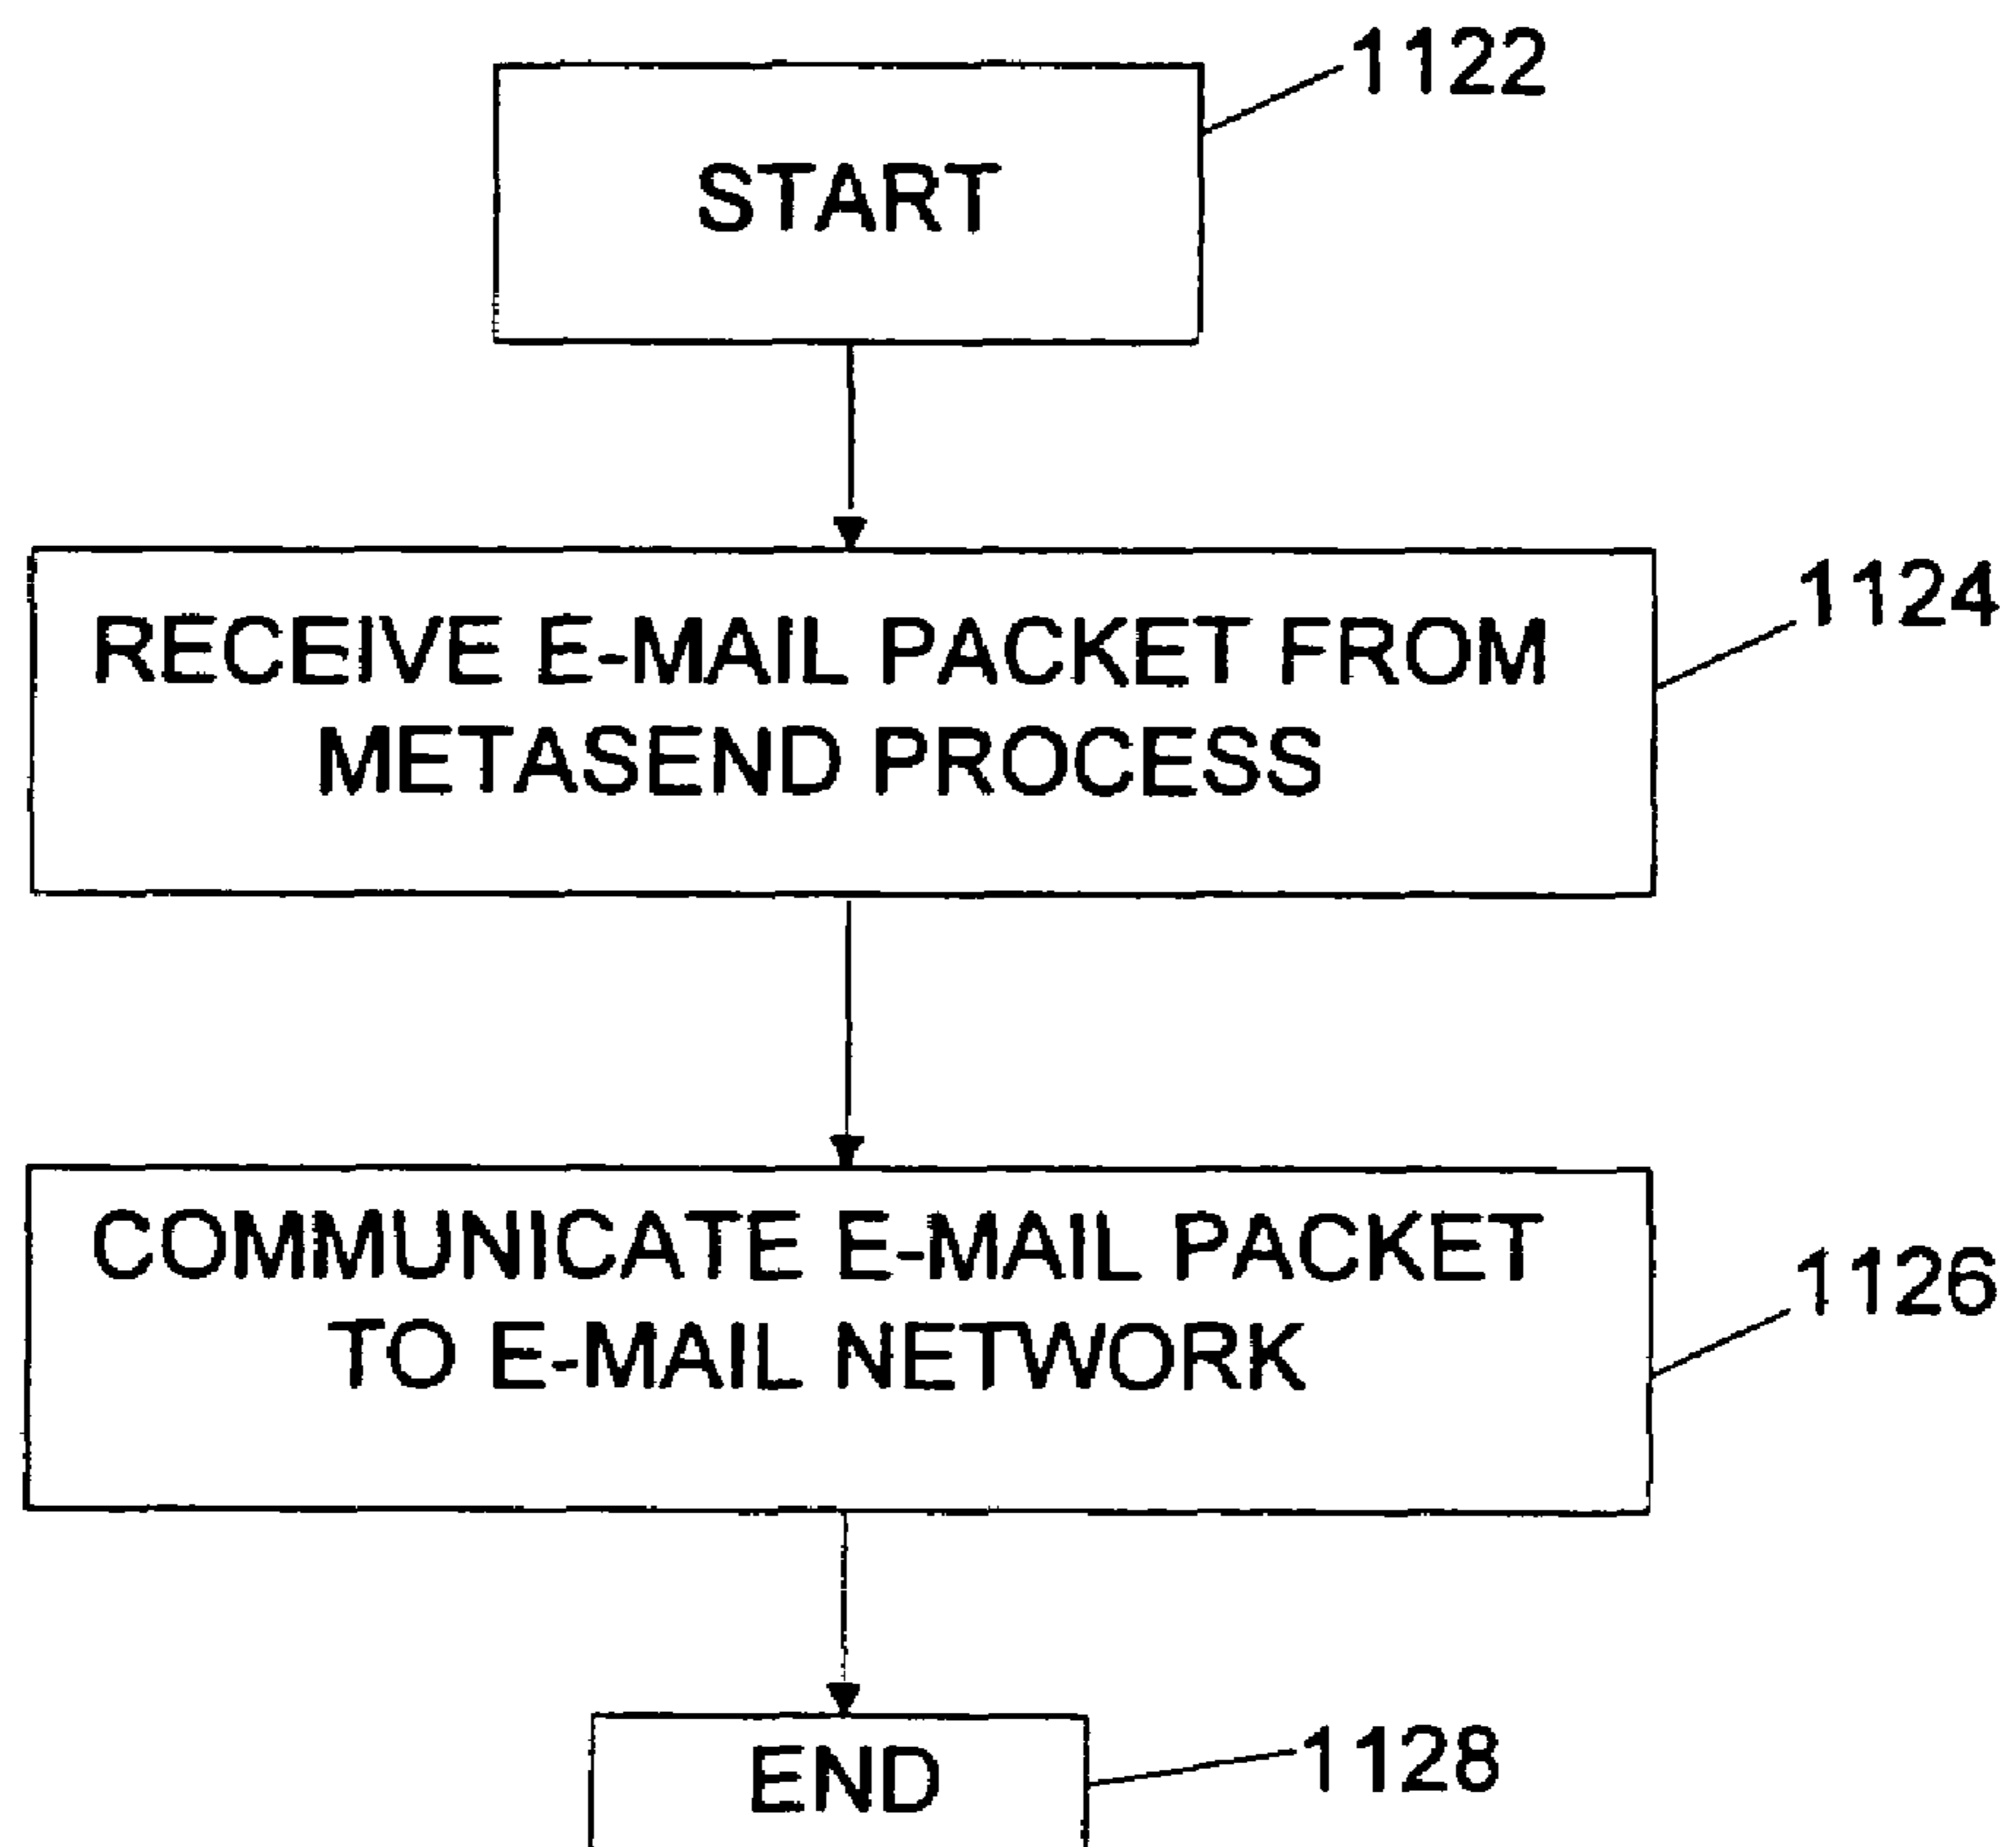 1122
START
1124
RECEIVE E-MAIL PACKET FROM
METASEND PROCESS
COMMUNICATE E-MAIL PACKET
TO E-MAIL NETWORK
1126
END
1128